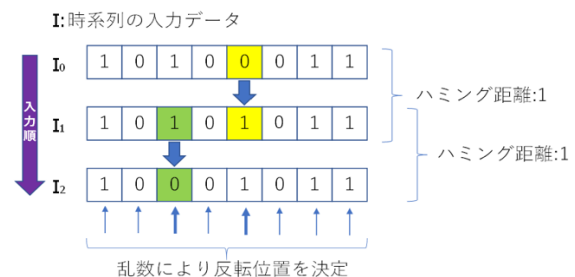 I:時系列の入力データ
I₀ 1 0 1 0 0 0 1 1
ハミング距離:1
入力順
I₁ 1 0 1 0 1 0 1 1
ハミング距離:1
I₂ 1 0 0 0 1 0 1 1
乱数により反転位置を決定